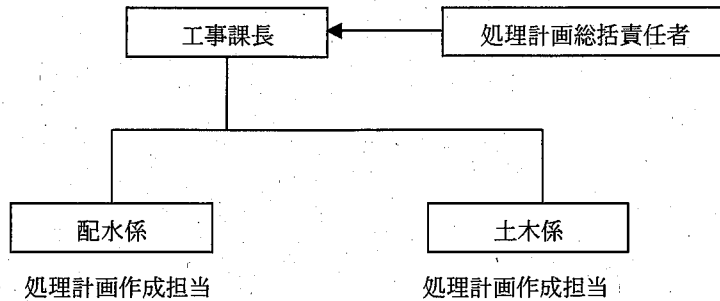 工事課長
処理計画総括責任者
配水係
土木係
処理計画作成担当
処理計画作成担当